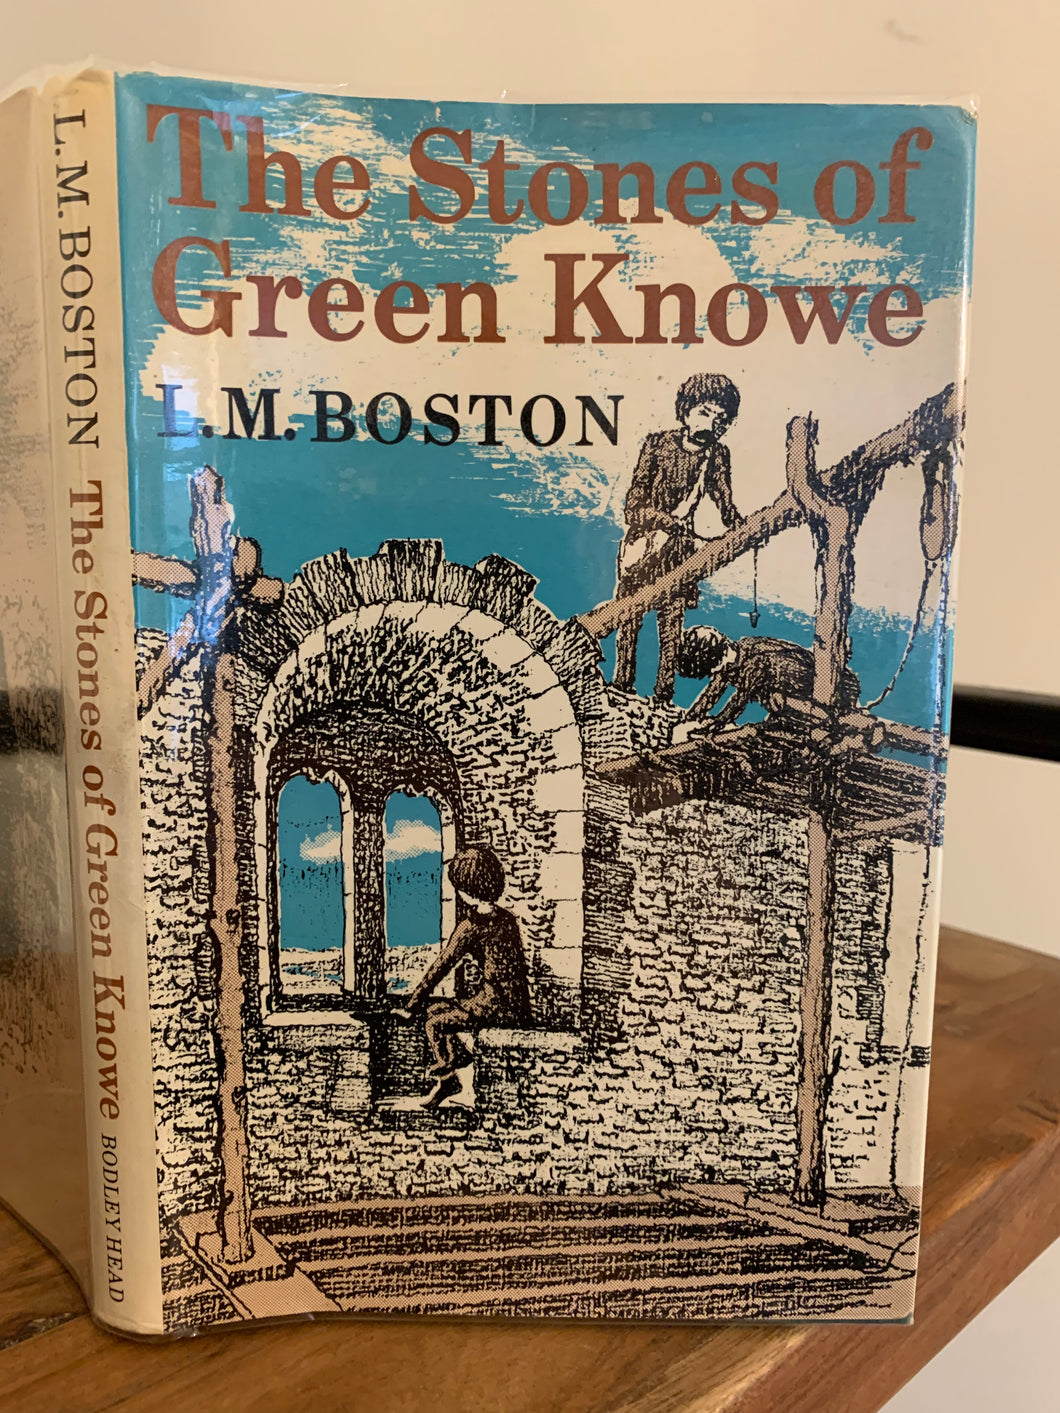 The Stones of
Green Knowe
L.M. BOSTON
L.M. BOSTON The Stones of Green Knowe BODLEY HEAD